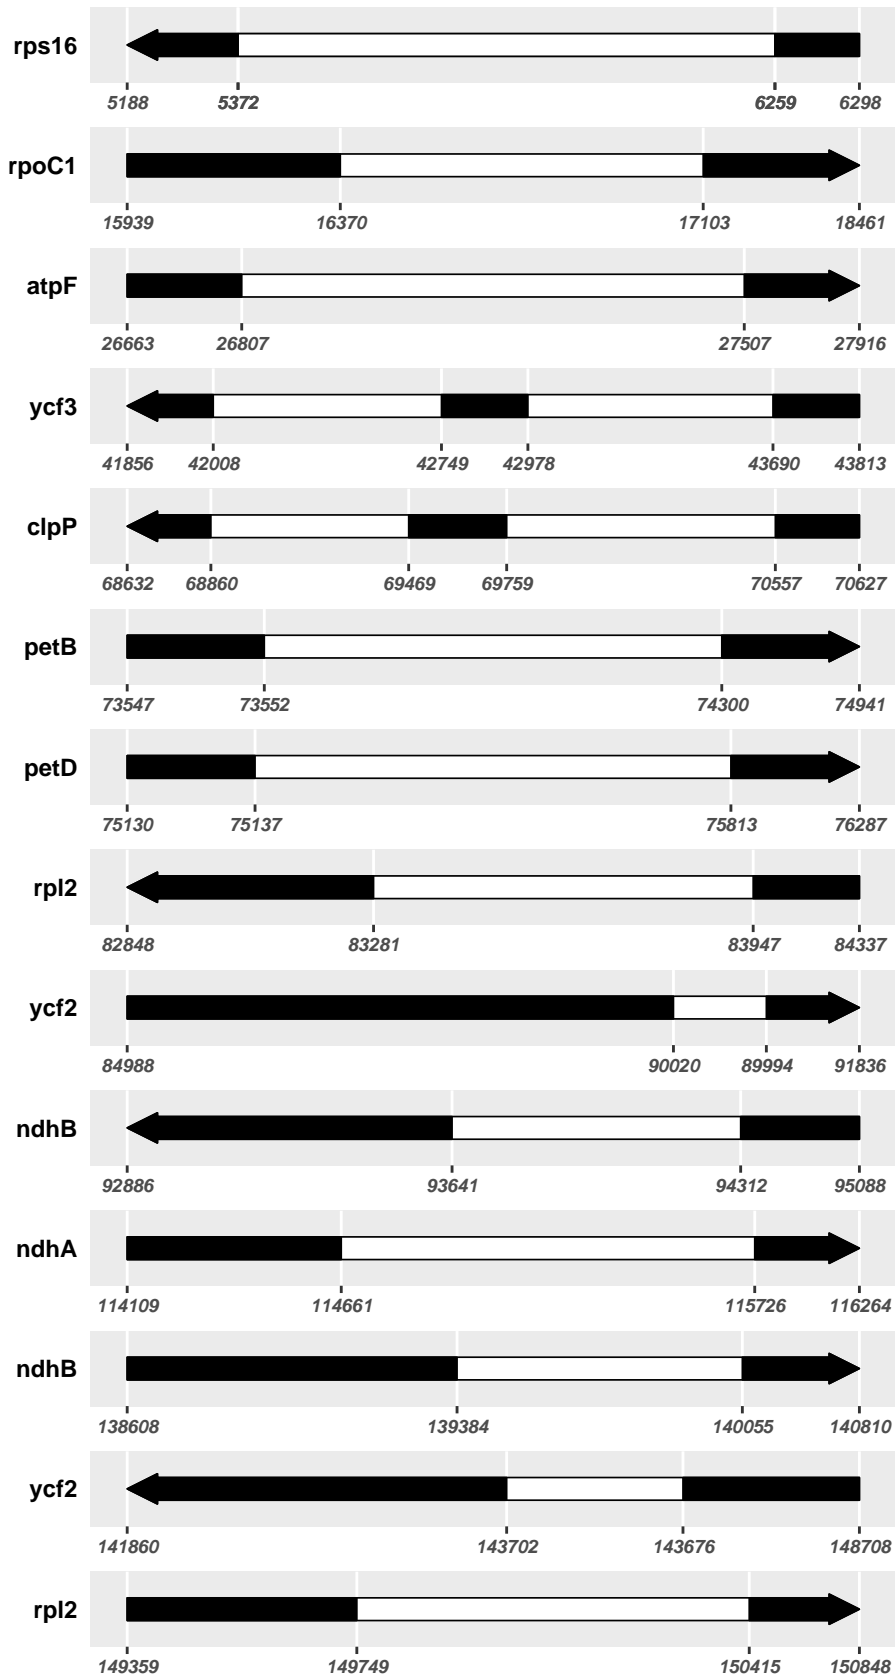 rps16
5188 5372 6259 6298
rpoC1
15939 16370 17103 18461
atpF
26663 26807 27507 27916
ycf3
41856 42008 42749 42978 43690 43813
clpP
68632 68860 69469 69759 70557 70627
petB
73547 73552 74300 74941
petD
75130 75137 75813 76287
rpl2
82848 83281 83947 84337
ycf2
84988 90020 89994 91836
ndhB
92886 93641 94312 95088
ndhA
114109 114661 115726 116264
ndhB
138608 139384 140055 140810
ycf2
141860 143702 143676 148708
rpl2
149359 149749 150415 150848